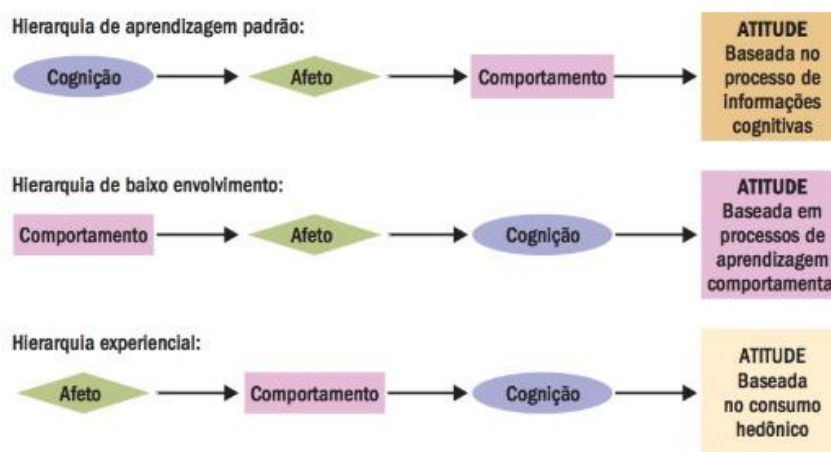 Hierarquia de aprendizagem padrão:
Cognição
Afeto
Comportamento
ATITUDE
Baseada no
processo de
informações
cognitivas
Hierarquia de baixo envolvimento:
Comportamento
Afeto
Cognição
ATITUDE
Baseada em
processos de
aprendizagem
comportamenta
Hierarquia experiencial:
Afeto
Comportamento
Cognição
ATITUDE
Baseada
no consumo
hedônico